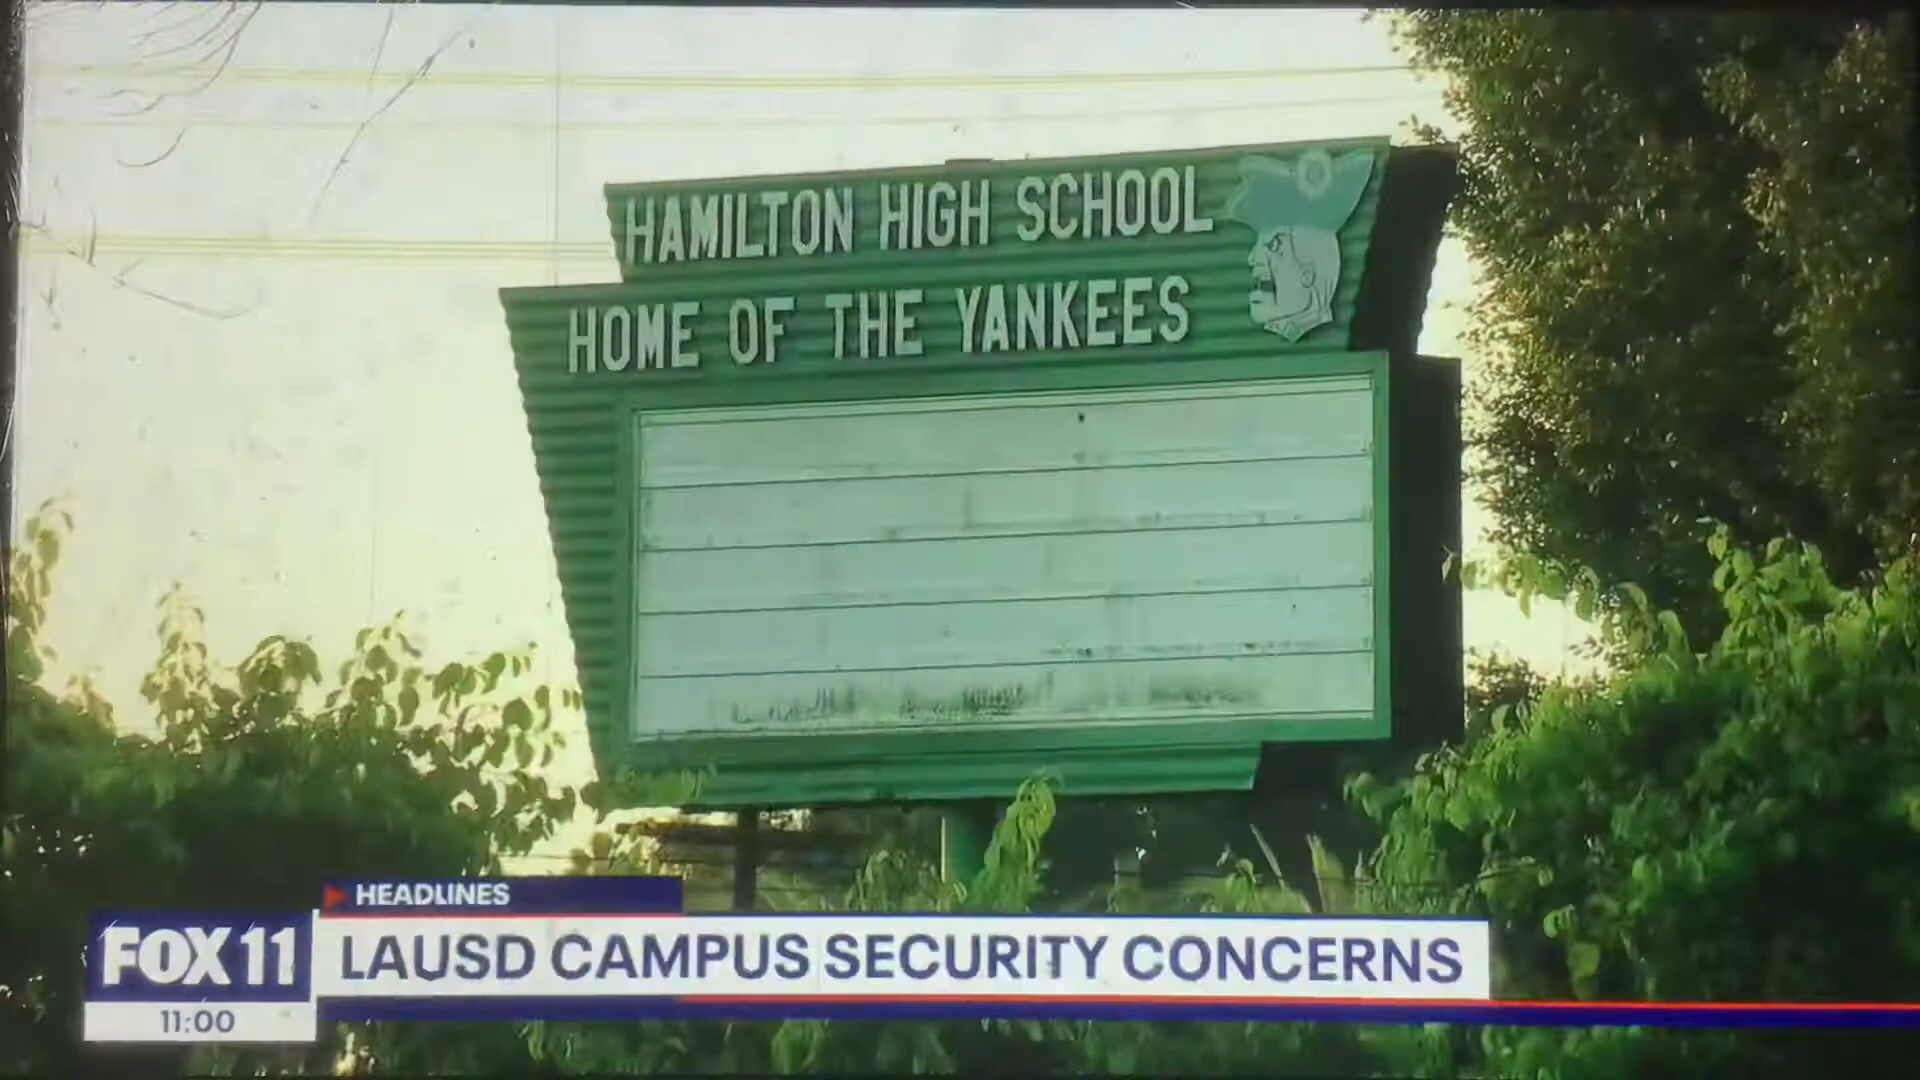 HAMILTON HIGH SCHOOL
HOME OF THE YANKEES
HEADLINES
FOX 11
LAUSD CAMPUS SECURITY CONCERNS
11:00